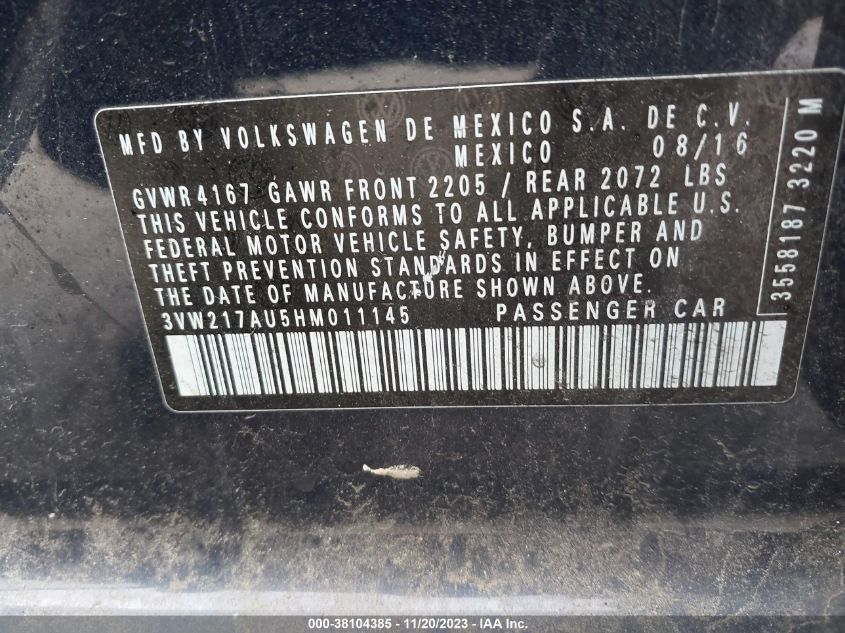 MFD BY VOLKSWAGEN DE MEXICO S.A. DE C.V.
MEXICO 08/16
GVWR 4167 GAWR FRONT 2205 / REAR 2072 LBS
THIS VEHICLE CONFORMS TO ALL APPLICABLE U.S.
FEDERAL MOTOR VEHICLE SAFETY, BUMPER AND
THEFT PREVENTION STANDARDS IN EFFECT ON
THE DATE OF MANUFACTURE SHOWN ABOVE.
3VW217AU5HM011145 PASSENGER CAR
3558187 3220 M
000-38104385 - 11/20/2023 - IAA Inc.